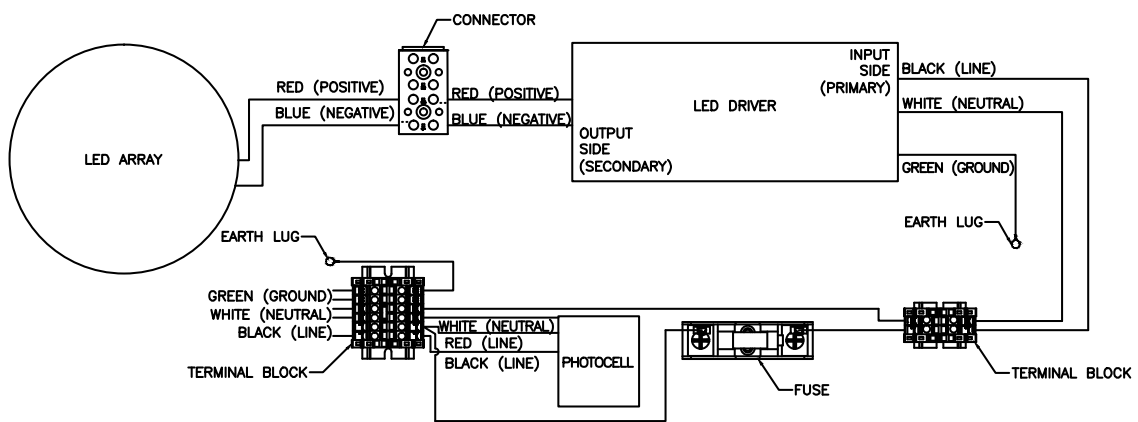 CONNECTOR
INPUT
SIDE
(PRIMARY)
BLACK (LINE)
RED (POSITIVE)
RED (POSITIVE)
LED DRIVER
WHITE (NEUTRAL)
BLUE (NEGATIVE)
BLUE (NEGATIVE)
OUTPUT
SIDE
(SECONDARY)
LED ARRAY
GREEN (GROUND)
EARTH LUG
EARTH LUG
GREEN (GROUND)
WHITE (NEUTRAL)
BLACK (LINE)
WHITE (NEUTRAL)
RED (LINE)
BLACK (LINE)
PHOTOCELL
TERMINAL BLOCK
FUSE
TERMINAL BLOCK